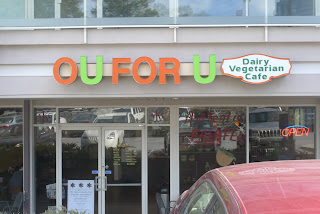 OU FOR U
Dairy
Vegetarian
Cafe
OPEN